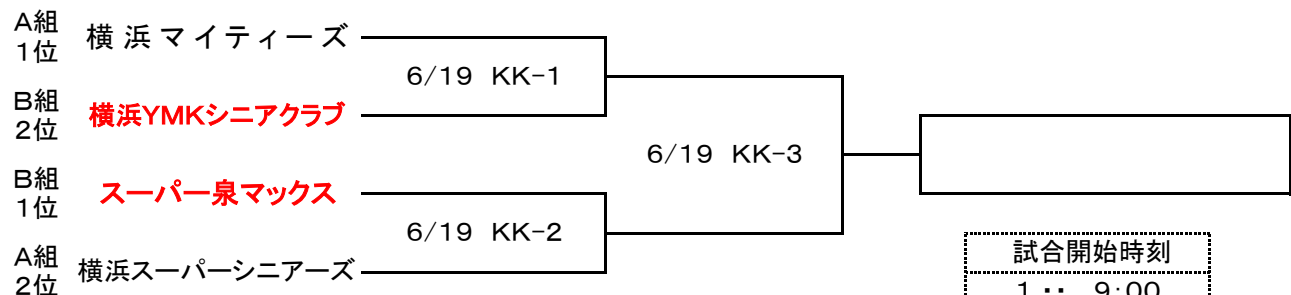 A組
1位
横浜マイティーズ
6/19 KK-1
B組
2位
横浜YMKシニアクラブ
6/19 KK-3
B組
1位
スーパー泉マックス
6/19 KK-2
A組
2位
横浜スーパーシニアーズ
試合開始時刻
1‥ 9:00